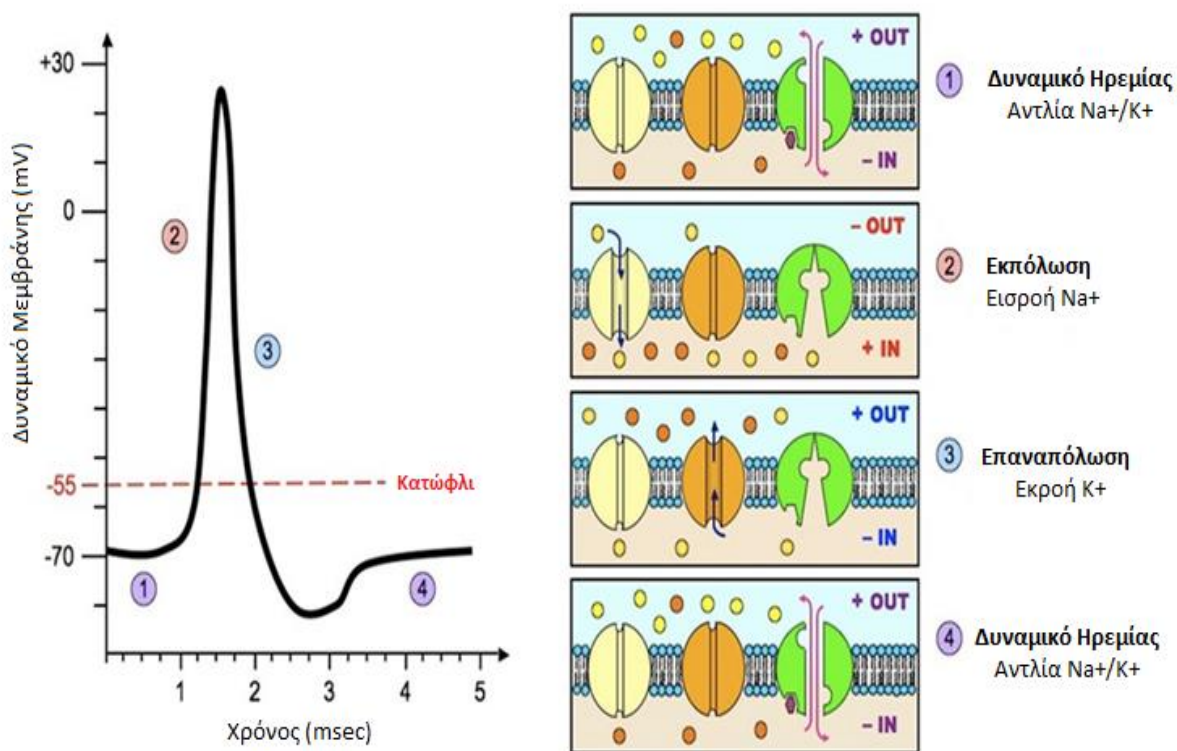 Δυναμικό Μεμβράνης (mV)
+30
0
-55
-70
Κατώφλι
1
2
3
4
1 2 3 4 5
Χρόνος (msec)
+ OUT
– IN
1 Δυναμικό Ηρεμίας
Αντλία Na+/K+
– OUT
+ IN
2 Εκπόλωση
Εισροή Na+
+ OUT
– IN
3 Επαναπόλωση
Εκροή K+
+ OUT
– IN
4 Δυναμικό Ηρεμίας
Αντλία Na+/K+